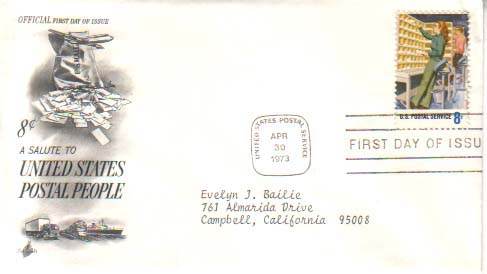 OFFICIAL FIRST DAY OF ISSUE
U.S. MAIL
8¢
A SALUTE TO
UNITED STATES
POSTAL PEOPLE
U.S. POSTAL SERVICE 8¢
UNITED STATES POSTAL SERVICE
APR
30
1973
FIRST DAY OF ISSU
Evelyn J. Bailie
761 Almarida Drive
Campbell, California 95008